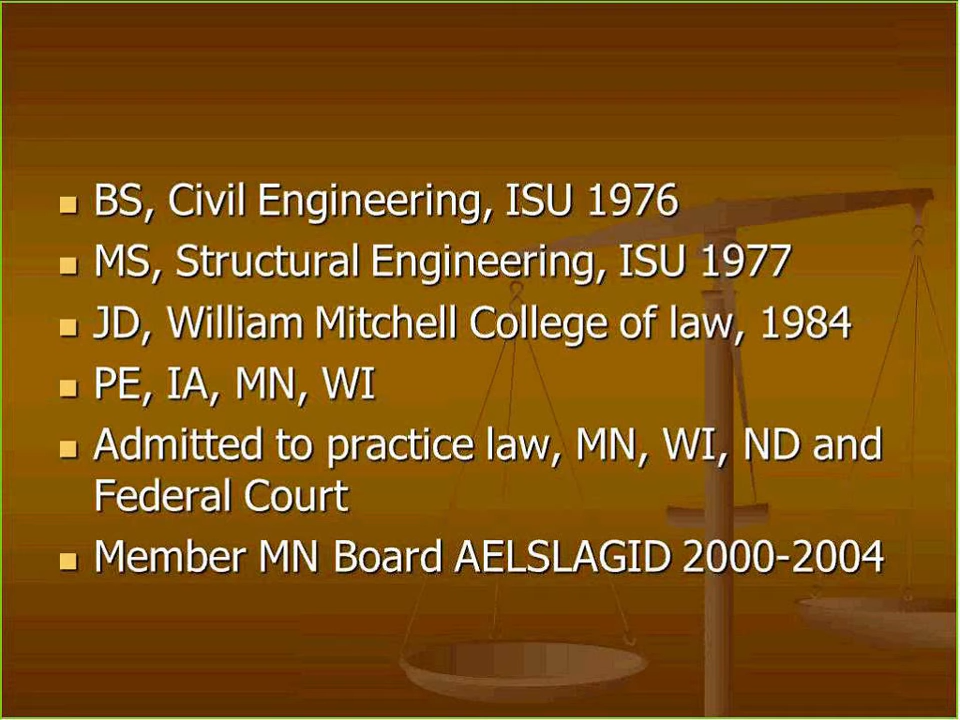 BS, Civil Engineering, ISU 1976
MS, Structural Engineering, ISU 1977
JD, William Mitchell College of law, 1984
PE, IA, MN, WI
Admitted to practice law, MN, WI, ND and
Federal Court
Member MN Board AELSLAGID 2000-2004